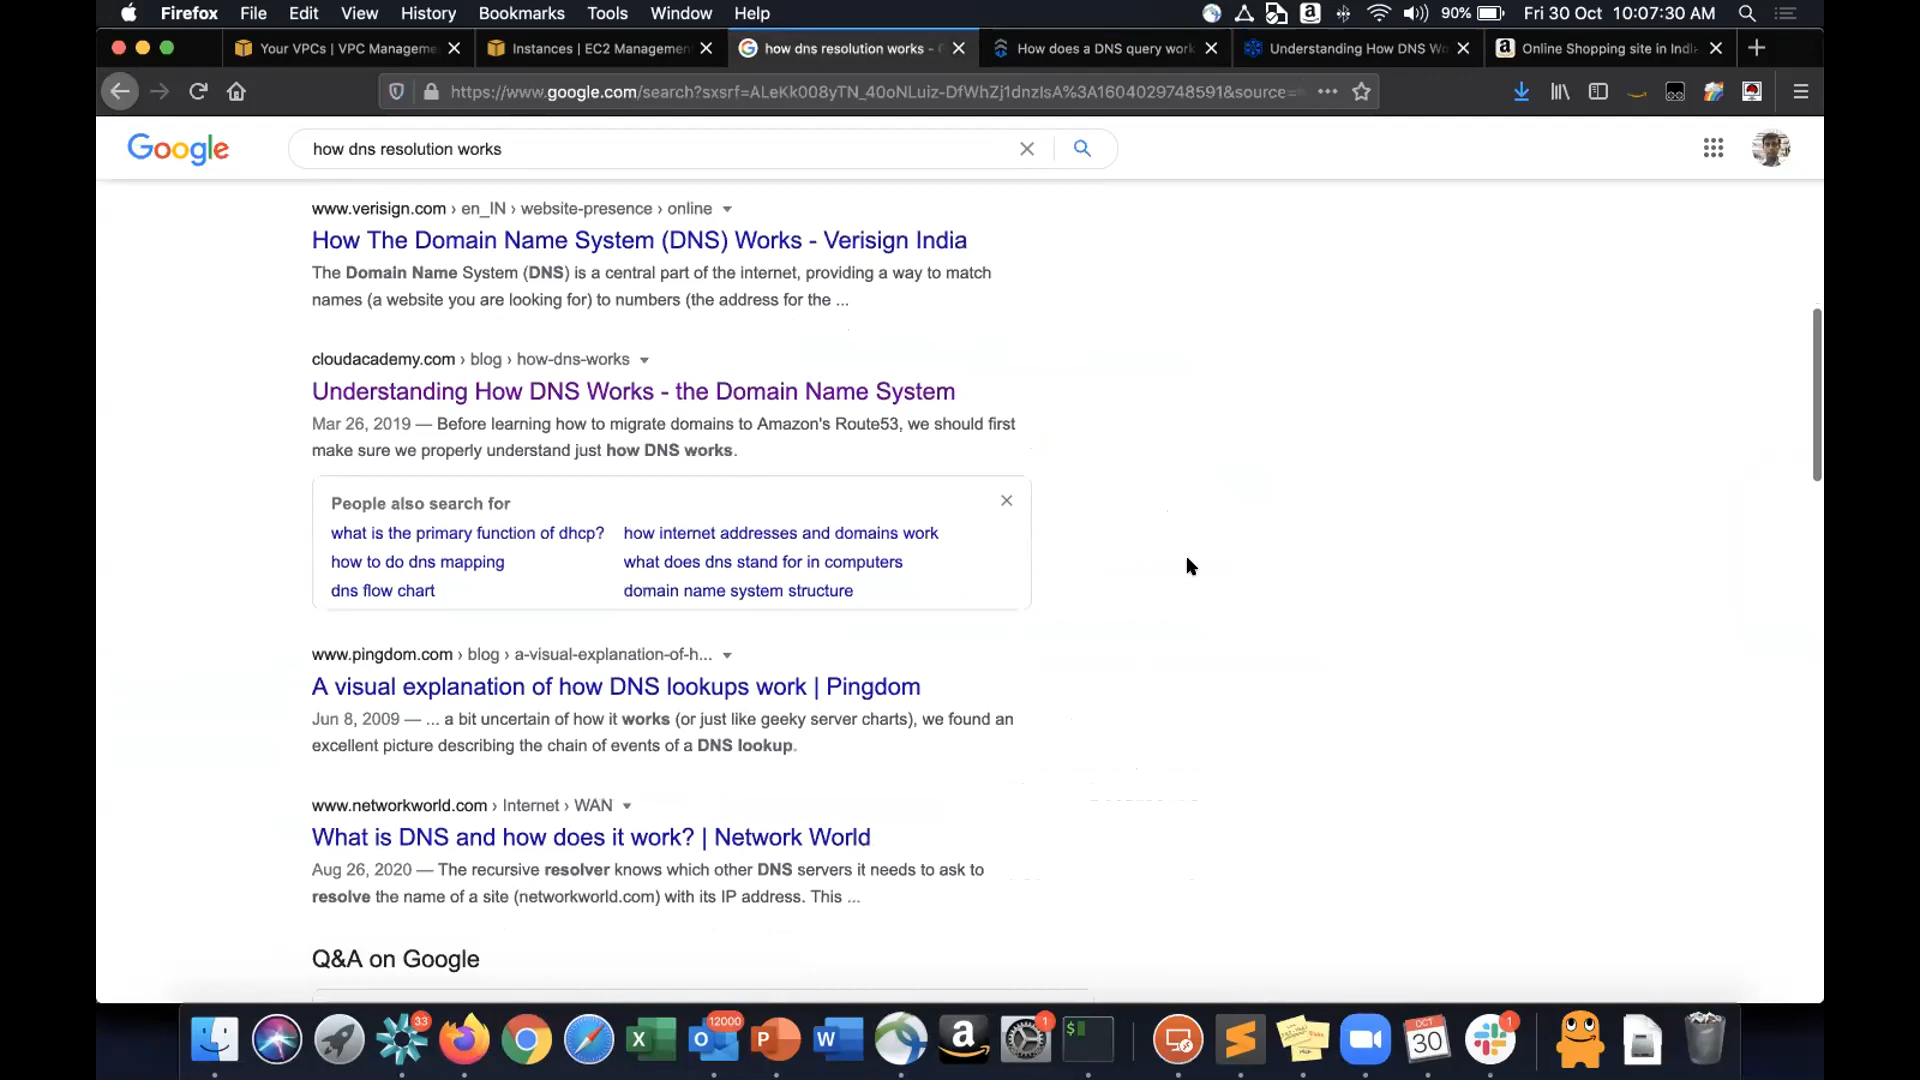 Firefox File Edit View History Bookmarks Tools Window Help 90% Fri 30 Oct 10:07:30 AM
Your VPCs | VPC Manageme Instances | EC2 Management how dns resolution works - How does a DNS query work Understanding How DNS Wo Online Shopping site in Indi
https://www.google.com/search?sxsrf=ALeKk008yTN_40oNLuiz-DfWhZj1dnzIsA%3A1604029748591&source=
Google how dns resolution works
www.verisign.com › en_IN › website-presence › online
How The Domain Name System (DNS) Works - Verisign India
The Domain Name System (DNS) is a central part of the internet, providing a way to match
names (a website you are looking for) to numbers (the address for the ...
cloudacademy.com › blog › how-dns-works
Understanding How DNS Works - the Domain Name System
Mar 26, 2019 — Before learning how to migrate domains to Amazon's Route53, we should first
make sure we properly understand just how DNS works.
People also search for
what is the primary function of dhcp? how internet addresses and domains work
how to do dns mapping what does dns stand for in computers
dns flow chart domain name system structure
www.pingdom.com › blog › a-visual-explanation-of-h...
A visual explanation of how DNS lookups work | Pingdom
Jun 8, 2009 — ... a bit uncertain of how it works (or just like geeky server charts), we found an
excellent picture describing the chain of events of a DNS lookup.
www.networkworld.com › Internet › WAN
What is DNS and how does it work? | Network World
Aug 26, 2020 — The recursive resolver knows which other DNS servers it needs to ask to
resolve the name of a site (networkworld.com) with its IP address. This ...
Q&A on Google
33 12000 1 OCT 30 1